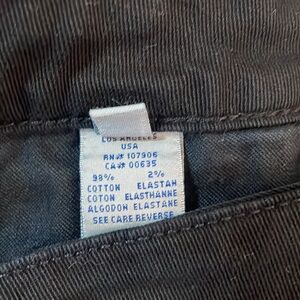 LOS ANGELES
USA
RN# 107906
CA# 00635
98% 2%
COTTON ELASTAN
COTON ELASTHANNE
ALGODON ELASTANE
SEE CARE REVERSE